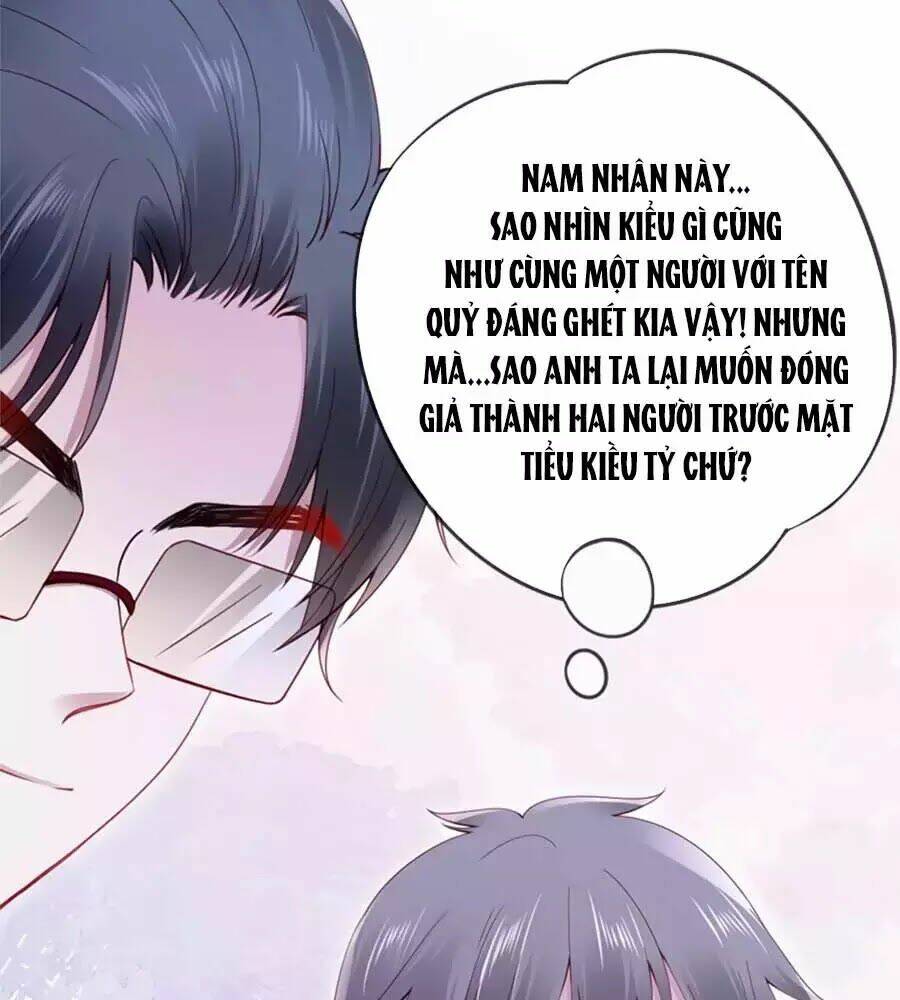 NAM NHÂN NÀY...
SAO NHÌN KIỂU GÌ CŨNG
NHƯ CÙNG MỘT NGƯỜI VỚI TÊN
QUỶ ĐÁNG GHÉT KIA VẬY! NHƯNG
MÀ...SAO ANH TA LẠI MUỐN ĐÓNG
GIẢ THÀNH HAI NGƯỜI TRƯỚC MẶT
TIỂU KIỀU TỶ CHỨ?